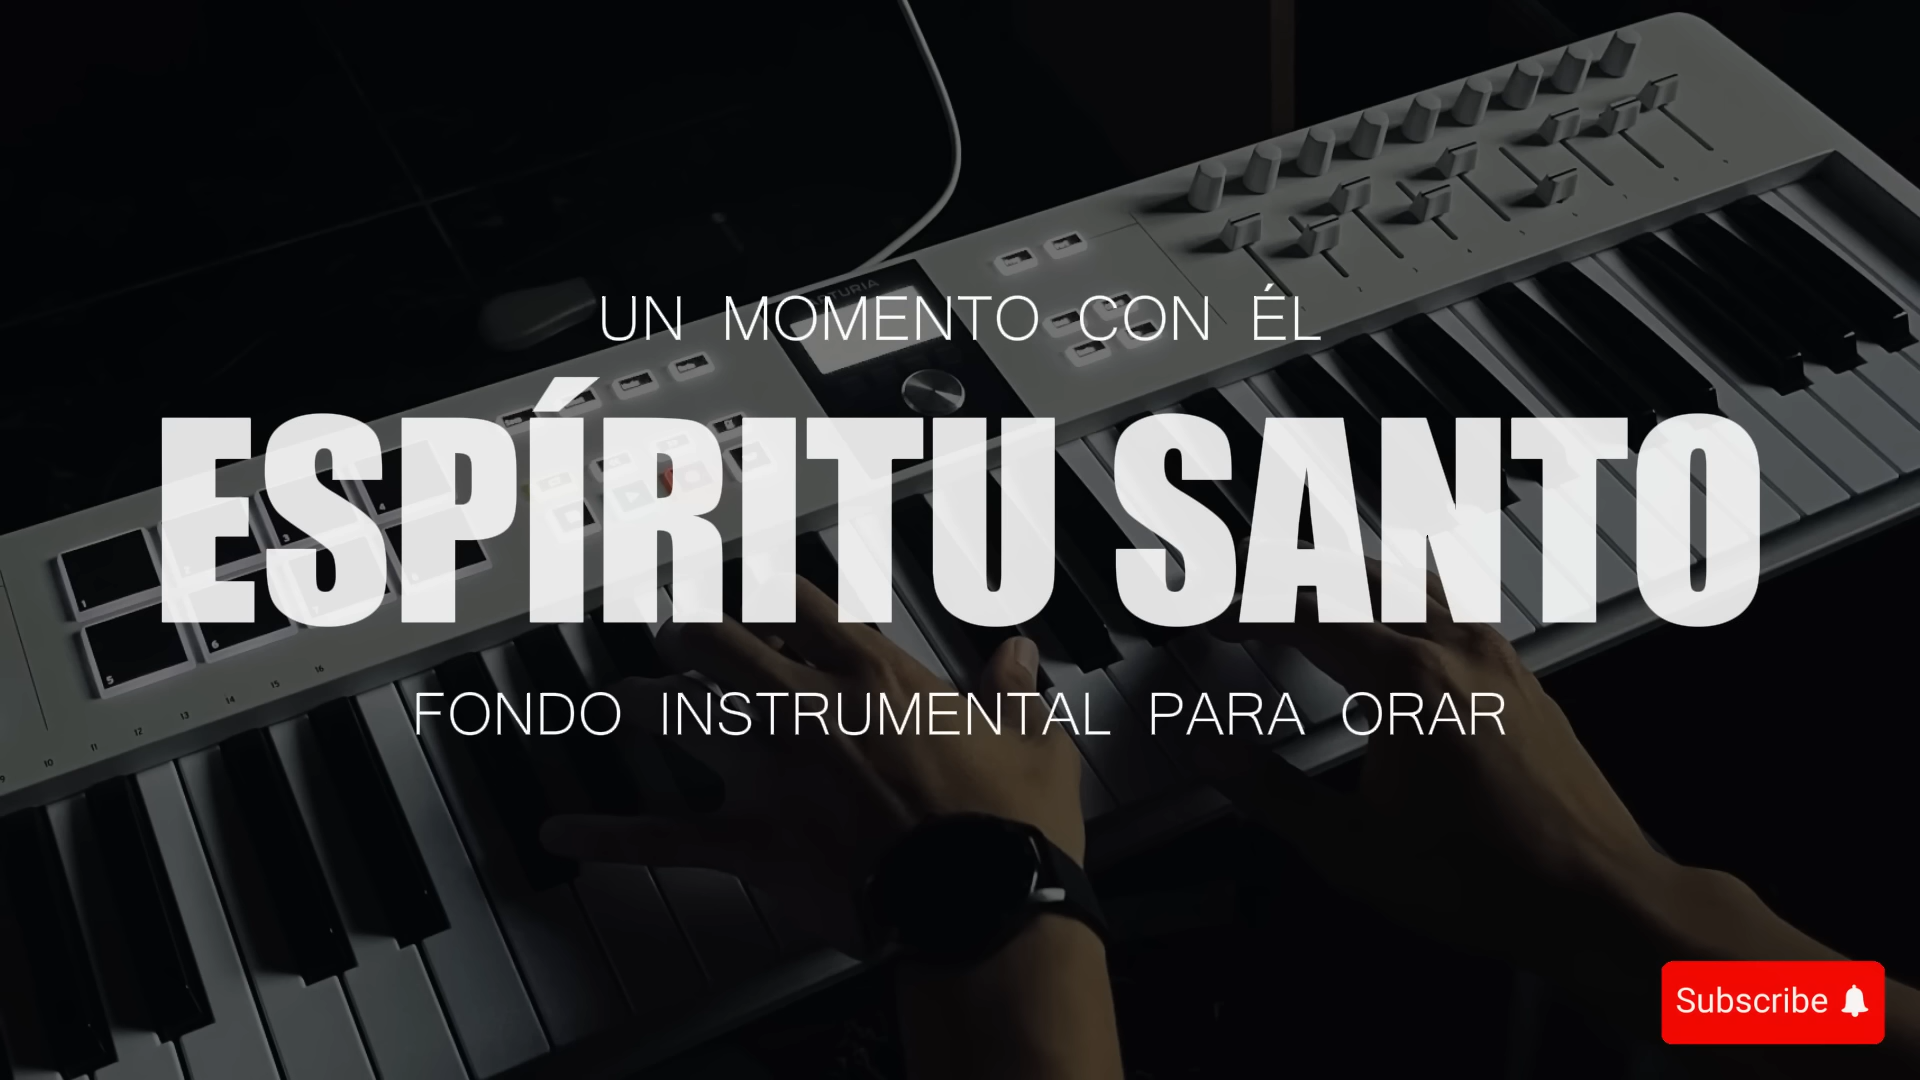 UN MOMENTO CON ÉL
ESPÍRITU SANTO
FONDO INSTRUMENTAL PARA ORAR
Subscribe